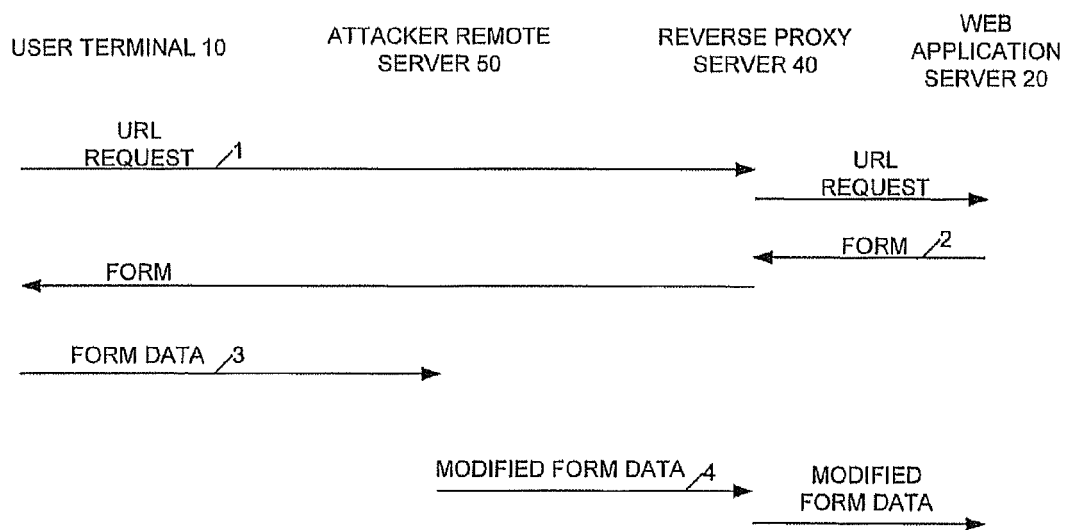 USER TERMINAL 10
ATTACKER REMOTE
SERVER 50
REVERSE PROXY
SERVER 40
WEB
APPLICATION
SERVER 20
URL
REQUEST 1
URL
REQUEST
FORM 2
FORM
FORM DATA 3
MODIFIED FORM DATA 4
MODIFIED
FORM DATA